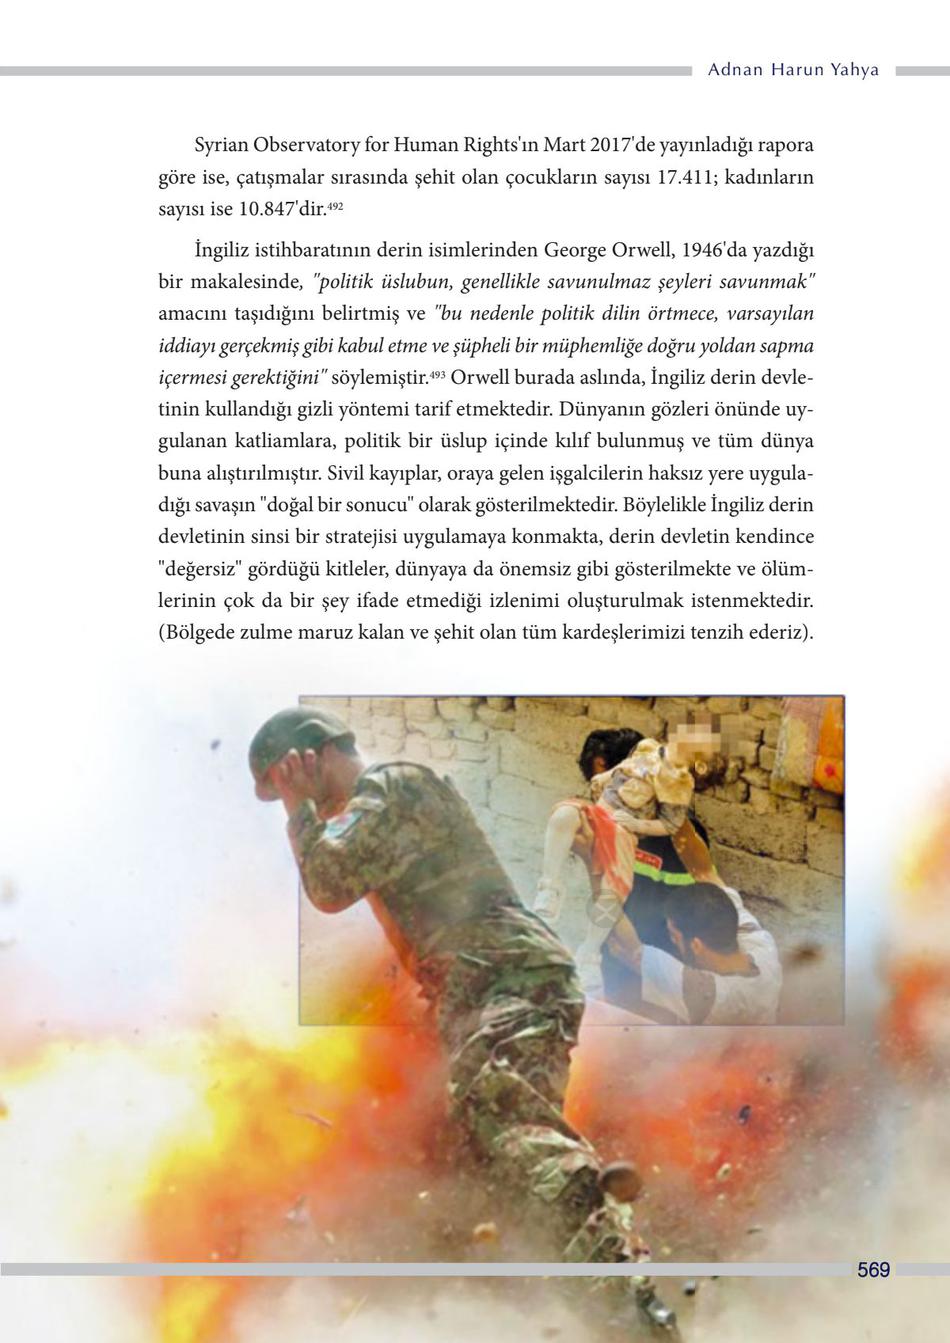 Adnan Harun Yahya
Syrian Observatory for Human Rights'ın Mart 2017'de yayınladığı rapora
göre ise, çatışmalar sırasında şehit olan çocukların sayısı 17.411; kadınların
sayısı ise 10.847'dir.492
İngiliz istihbaratının derin isimlerinden George Orwell, 1946'da yazdığı
bir makalesinde, "politik üslubun, genellikle savunulmaz şeyleri savunmak"
amacını taşıdığını belirtmiş ve "bu nedenle politik dilin örtmece, varsayılan
iddiayı gerçekmiş gibi kabul etme ve şüpheli bir müphemliğe doğru yoldan sapma
içermesi gerektiğini" söylemiştir.493 Orwell burada aslında, İngiliz derin devle-
tinin kullandığı gizli yöntemi tarif etmektedir. Dünyanın gözleri önünde uy-
gulanan katliamlara, politik bir üslup içinde kılıf bulunmuş ve tüm dünya
buna alıştırılmıştır. Sivil kayıplar, oraya gelen işgalcilerin haksız yere uygula-
dığı savaşın "doğal bir sonucu" olarak gösterilmektedir. Böylelikle İngiliz derin
devletinin sinsi bir stratejisi uygulamaya konmakta, derin devletin kendince
"değersiz" gördüğü kitleler, dünyaya da önemsiz gibi gösterilmekte ve ölüm-
lerinin çok da bir şey ifade etmediği izlenimi oluşturulmak istenmektedir.
(Bölgede zulme maruz kalan ve şehit olan tüm kardeşlerimizi tenzih ederiz).
569